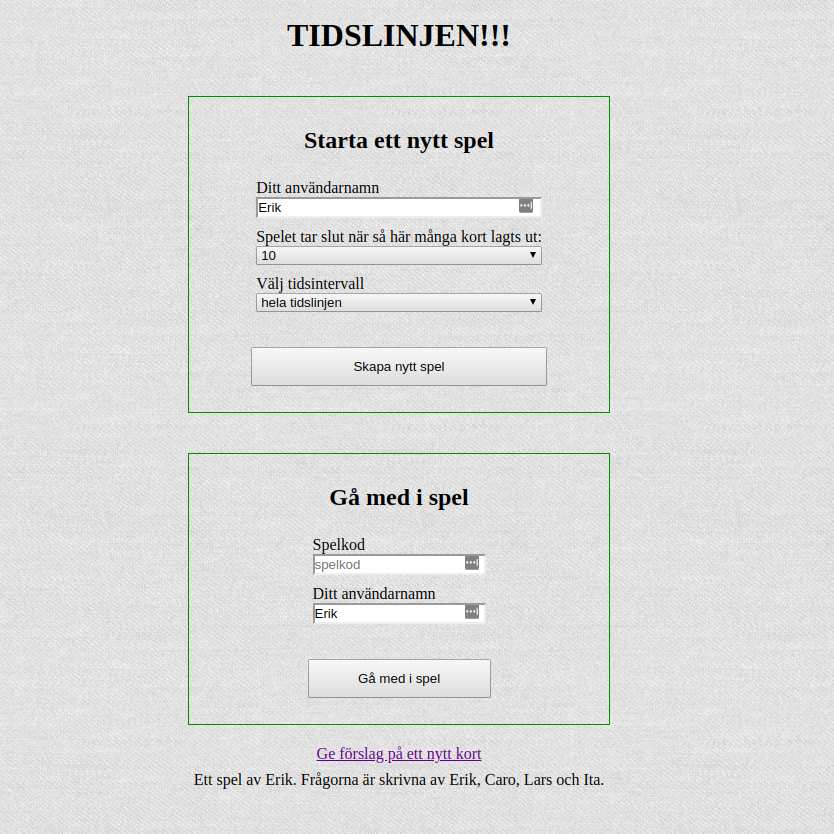 TIDSLINJEN!!!
Starta ett nytt spel
Ditt användarnamn
Erik
Spelet tar slut när så här många kort lagts ut:
10
Välj tidsintervall
hela tidslinjen
Skapa nytt spel
Gå med i spel
Spelkod
spelkod
Ditt användarnamn
Erik
Gå med i spel
Ge förslag på ett nytt kort
Ett spel av Erik. Frågorna är skrivna av Erik, Caro, Lars och Ita.